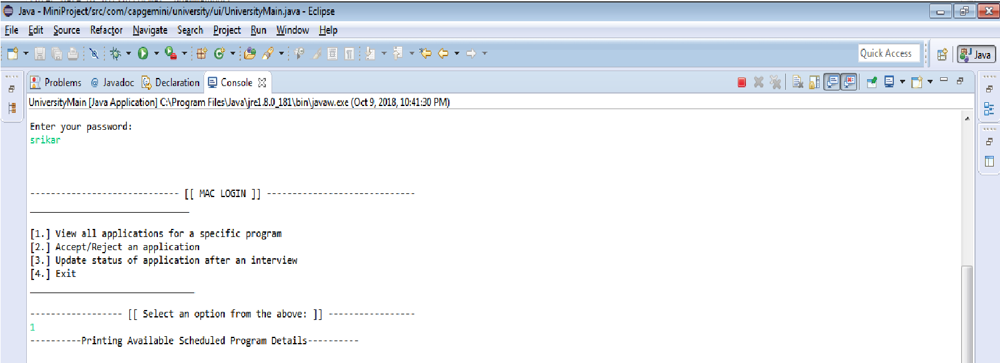 Java - MiniProject/src/com/capgemini/university/ui/UniversityMain.java - Eclipse
File Edit Source Refactor Navigate Search Project Run Window Help
Quick Access Java
Problems @ Javadoc Declaration Console
UniversityMain [Java Application] C:\Program Files\Java\jre1.8.0_181\bin\javaw.exe (Oct 9, 2018, 10:41:30 PM)
Enter your password:
srikar
----------------------------- [[ MAC LOGIN ]] -----------------------------
_______________________________
[1.] View all applications for a specific program
[2.] Accept/Reject an application
[3.] Update status of application after an interview
[4.] Exit
________________________________
------------------ [[ Select an option from the above: ]] -----------------
1
----------Printing Available Scheduled Program Details----------